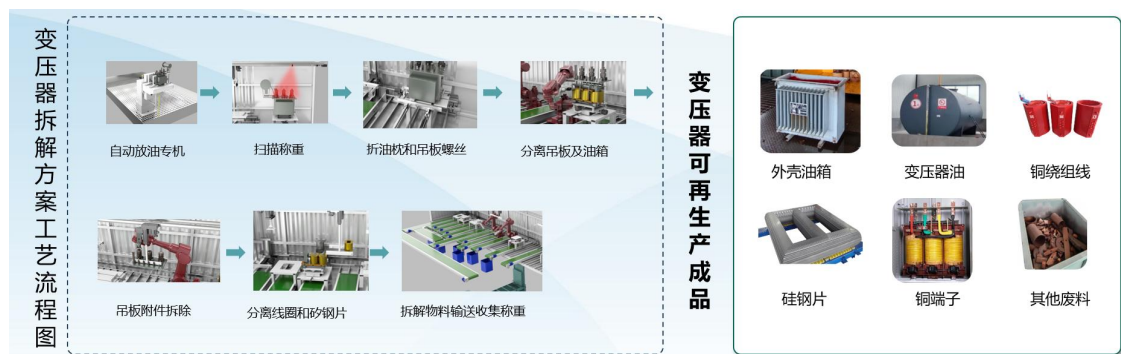 变压器拆解方案工艺流程图
自动放油专机
扫描称重
折油枕和吊板螺丝
分离吊板及油箱
吊板附件拆除
分离线圈和矽钢片
拆解物料输送收集称重
变压器可再生产成品
外壳油箱
变压器油
铜绕组线
硅钢片
铜端子
其他废料